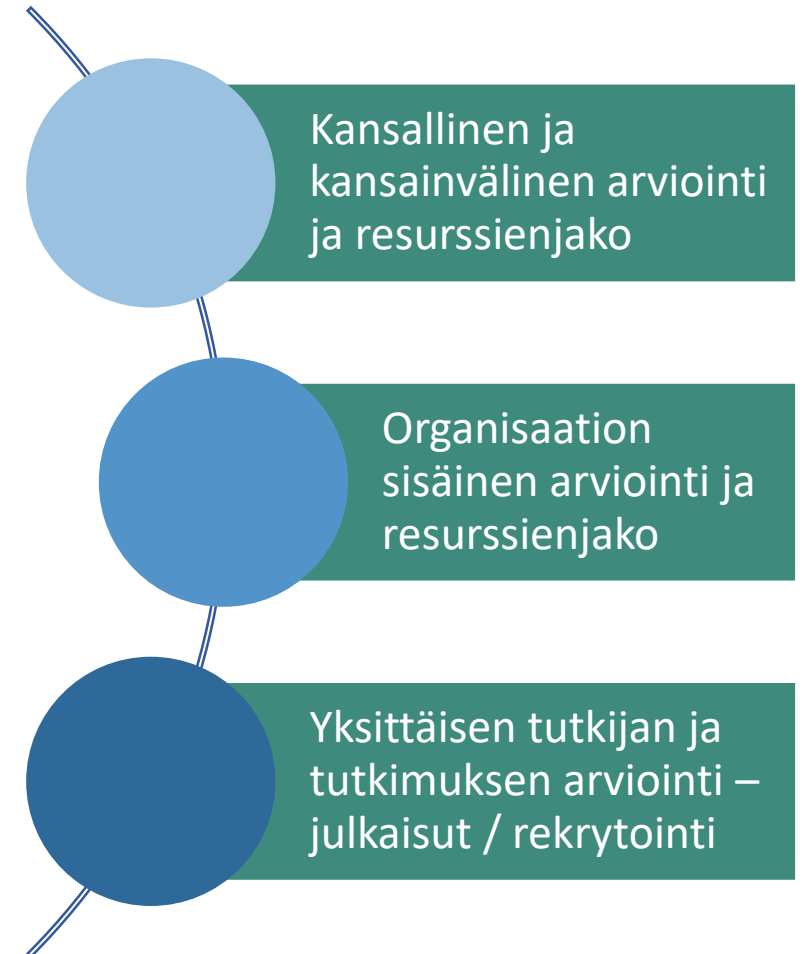 Kansallinen ja
kansainvälinen arviointi
ja resurssienjako
Organisaation
sisäinen arviointi ja
resurssienjako
Yksittäisen tutkijan ja
tutkimuksen arviointi –
julkaisut / rekrytointi